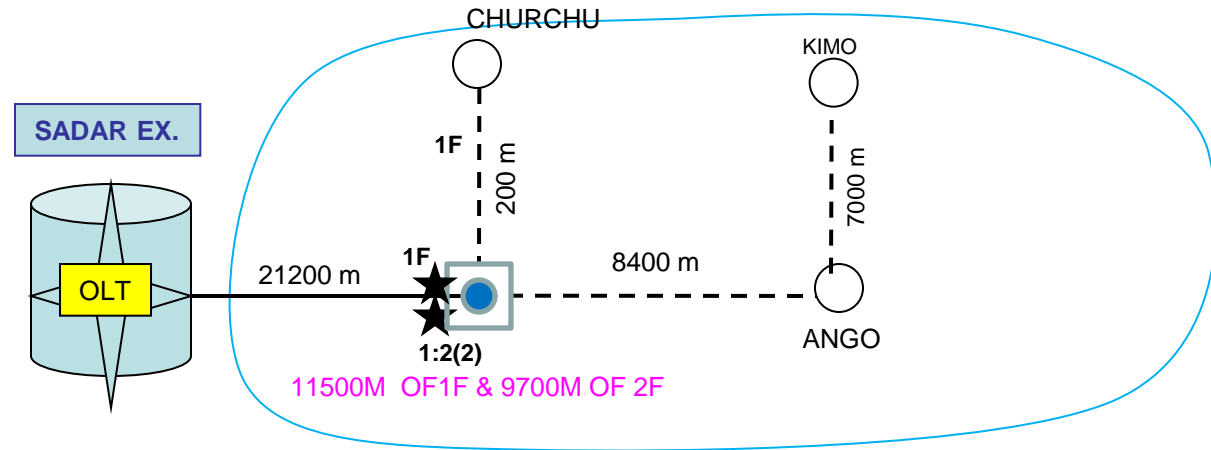 CHURCHU
KIMO
SADAR EX.
1F
200 m
7000 m
1F
21200 m
8400 m
OLT
1:2(2)
ANGO
11500M OF1F & 9700M OF 2F